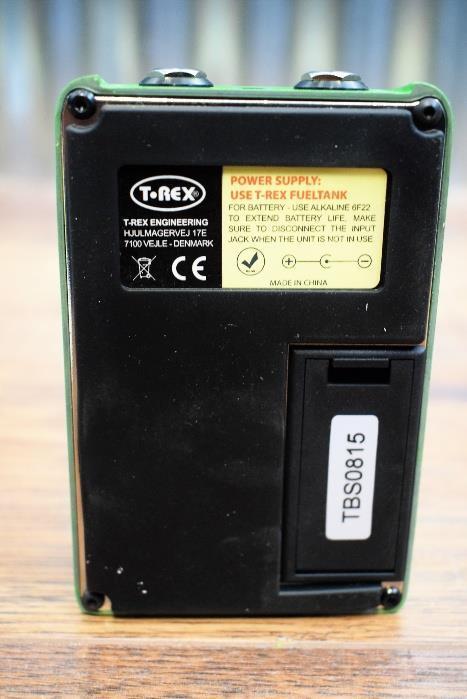 T-REX®
T-REX ENGINEERING
HJULMAGERVEJ 17E
7100 VEJLE - DENMARK
CE
POWER SUPPLY:
USE T-REX FUELTANK
FOR BATTERY - USE ALKALINE 6F22
TO EXTEND BATTERY LIFE, MAKE
SURE TO DISCONNECT THE INPUT
JACK WHEN THE UNIT IS NOT IN USE
MADE IN CHINA
TBS0815